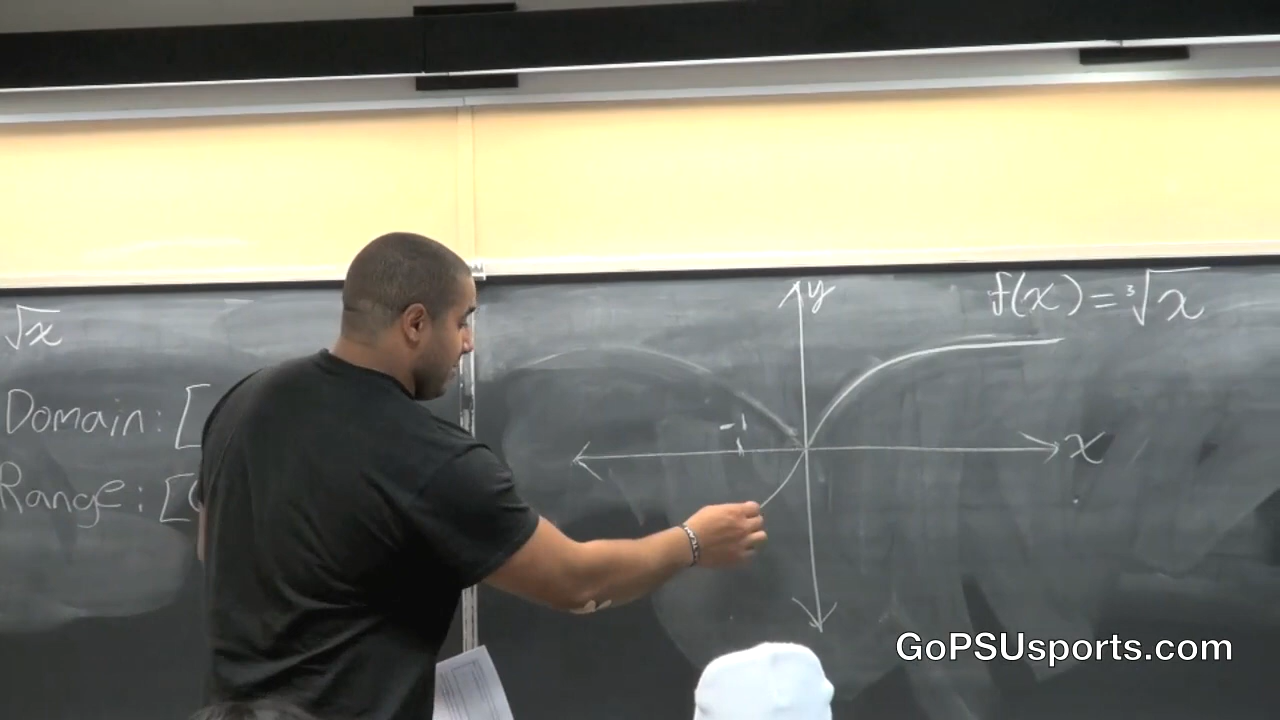 √x
Domain: [
Range: [
y
f(x) = ∛x
-1
x
GoPSUsports.com